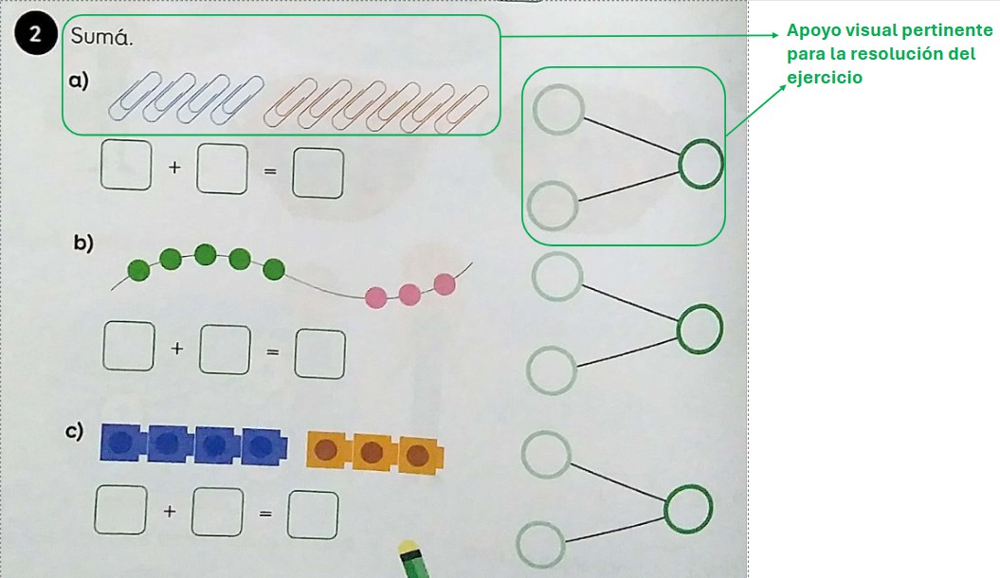 2 Sumá.
Apoyo visual pertinente
para la resolución del
ejercicio
a)
+ =
b)
+ =
c)
+ =